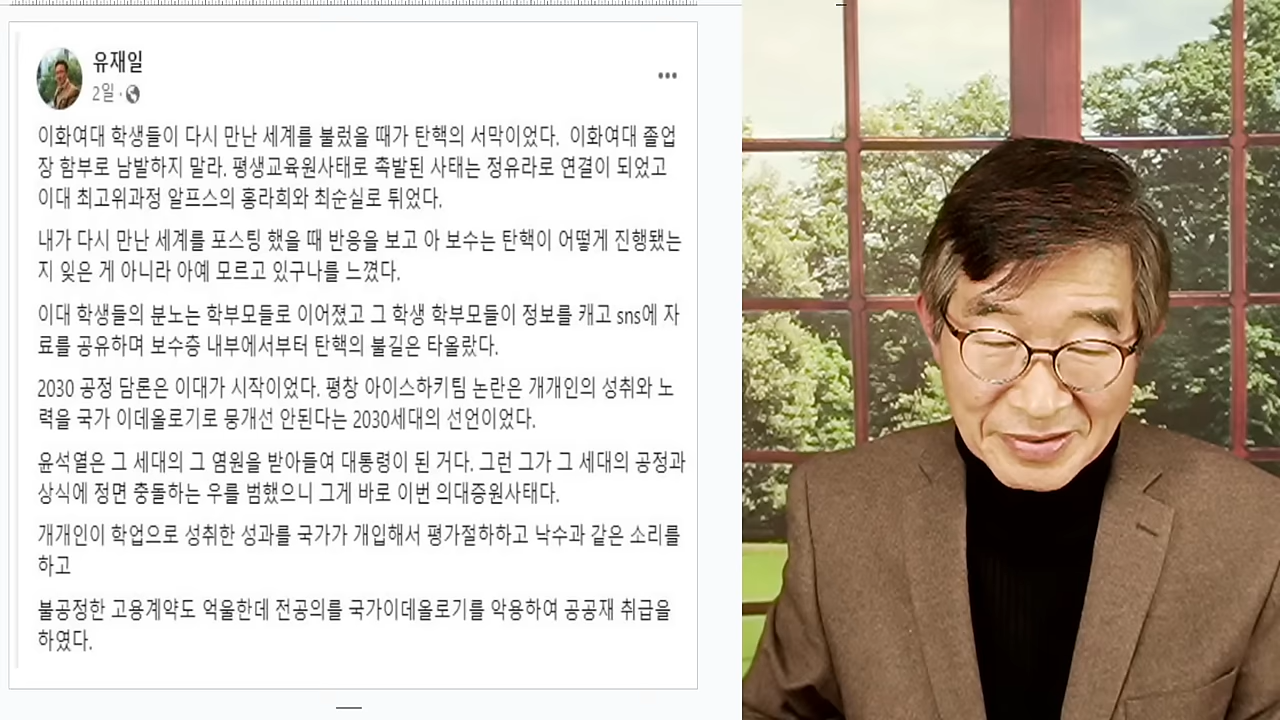 유재일
2일 ·
이화여대 학생들이 다시 만난 세계를 불렀을 때가 탄핵의 서막이었다. 이화여대 졸업
장 함부로 남발하지 말라, 평생교육원사태로 촉발된 사태는 정유라로 연결이 되었고
이대 최고위과정 알프스의 홍라희와 최순실로 튀었다.
내가 다시 만난 세계를 포스팅 했을 때 반응을 보고 아 보수는 탄핵이 어떻게 진행됐는
지 잊은 게 아니라 아예 모르고 있구나를 느꼈다.
이대 학생들의 분노는 학부모들로 이어졌고 그 학생 학부모들이 정보를 캐고 sns에 자
료를 공유하며 보수층 내부에서부터 탄핵의 불길은 타올랐다.
2030 공정 담론은 이대가 시작이었다. 평창 아이스하키팀 논란은 개개인의 성취와 노
력을 국가 이데올로기로 뭉개선 안된다는 2030세대의 선언이었다.
윤석열은 그 세대의 그 염원을 받아들여 대통령이 된 거다. 그런 그가 그 세대의 공정과
상식에 정면 충돌하는 우를 범했으니 그게 바로 이번 의대증원사태다.
개개인이 학업으로 성취한 성과를 국가가 개입해서 평가절하하고 낙수과 같은 소리를
하고
불공정한 고용계약도 억울한데 전공의를 국가이데올로기를 악용하여 공공재 취급을
하였다.